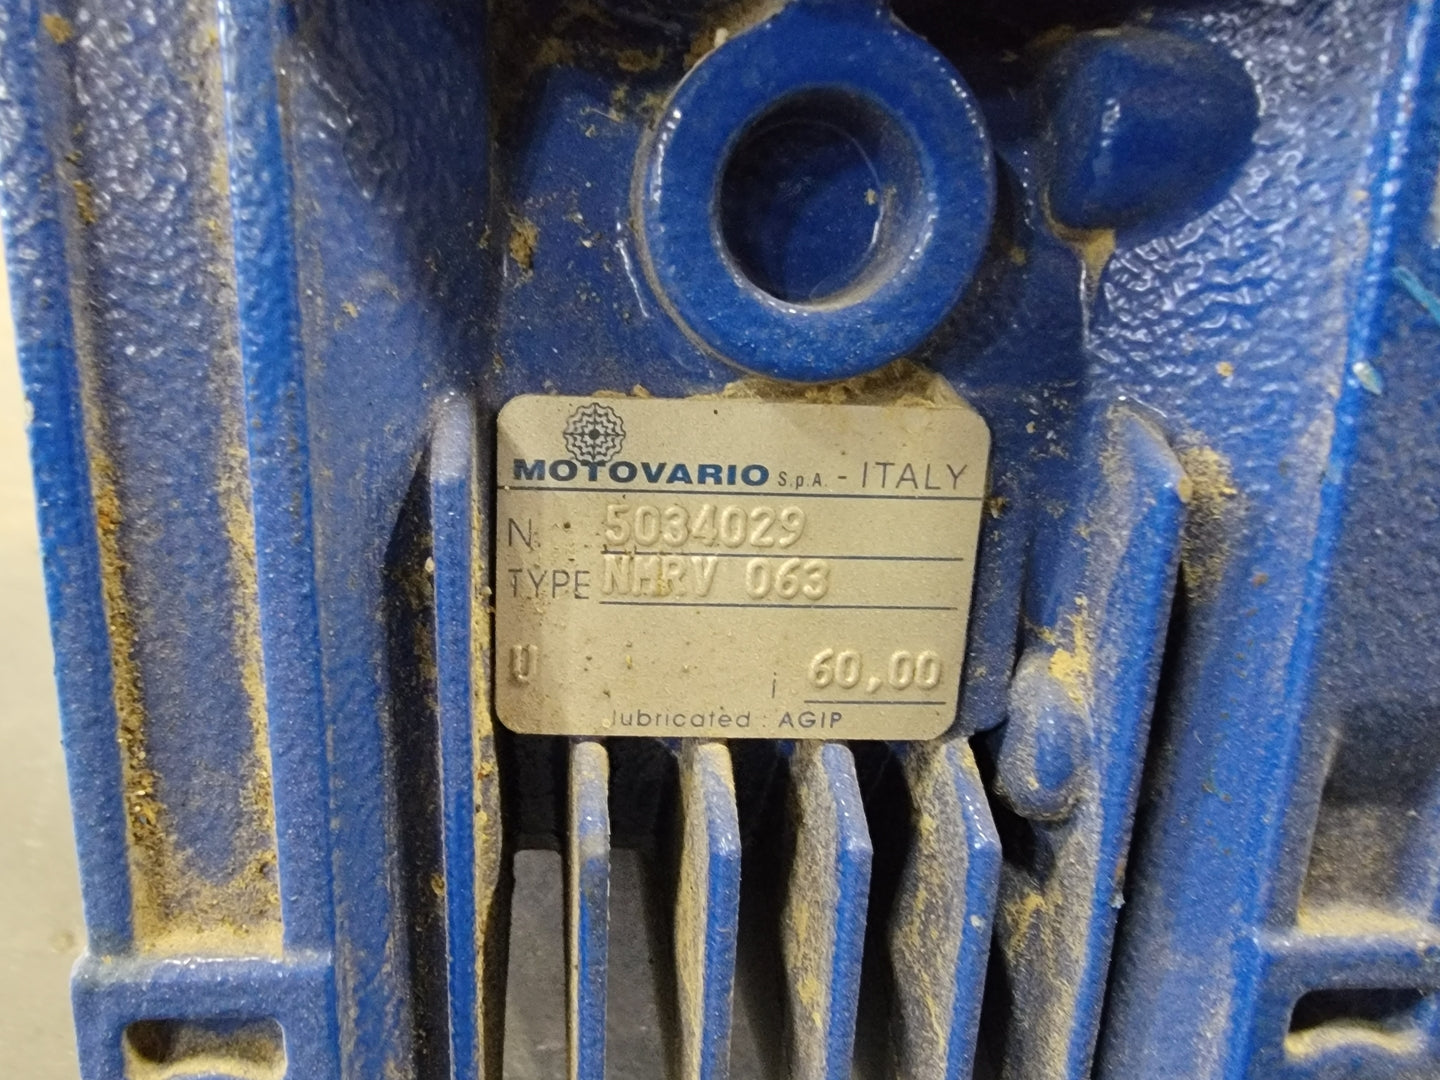 MOTOVARIO S.p.A. - ITALY
N. 5034029
TYPE NMRV 063
U i 60,00
lubricated : AGIP